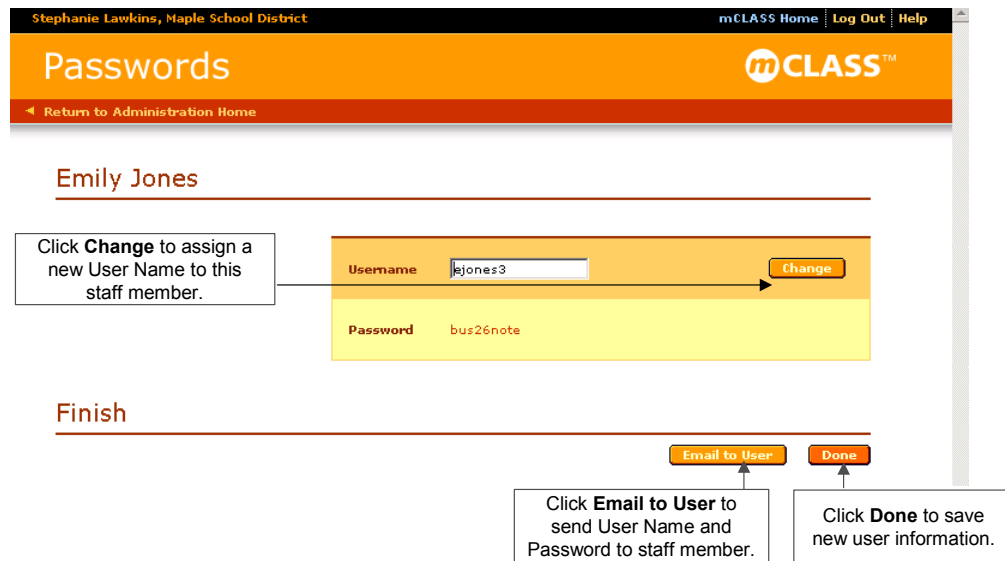 Stephanie Lawkins, Maple School District
mCLASS Home Log Out Help
Passwords
mCLASS™
Return to Administration Home
Emily Jones
Click Change to assign a
new User Name to this
staff member.
Username ejones3 Change
Password bus26note
Finish
Email to User Done
Click Email to User to
send User Name and
Password to staff member.
Click Done to save
new user information.